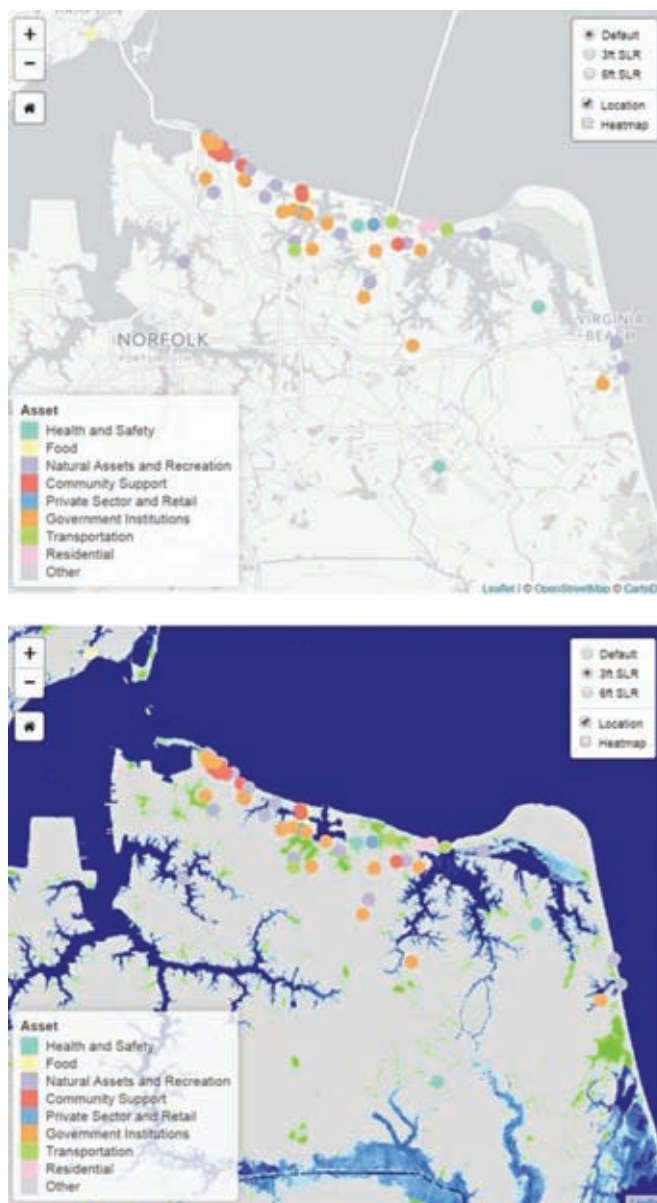 +
−
Default
3ft SLR
6ft SLR
Location
Heatmap
NORFOLK
VIRGINIA
BEACH
Asset
Health and Safety
Food
Natural Assets and Recreation
Community Support
Private Sector and Retail
Government Institutions
Transportation
Residential
Other
Leaflet | © OpenStreetMap © CartoD
+
−
Default
3ft SLR
6ft SLR
Location
Heatmap
Asset
Health and Safety
Food
Natural Assets and Recreation
Community Support
Private Sector and Retail
Government Institutions
Transportation
Residential
Other